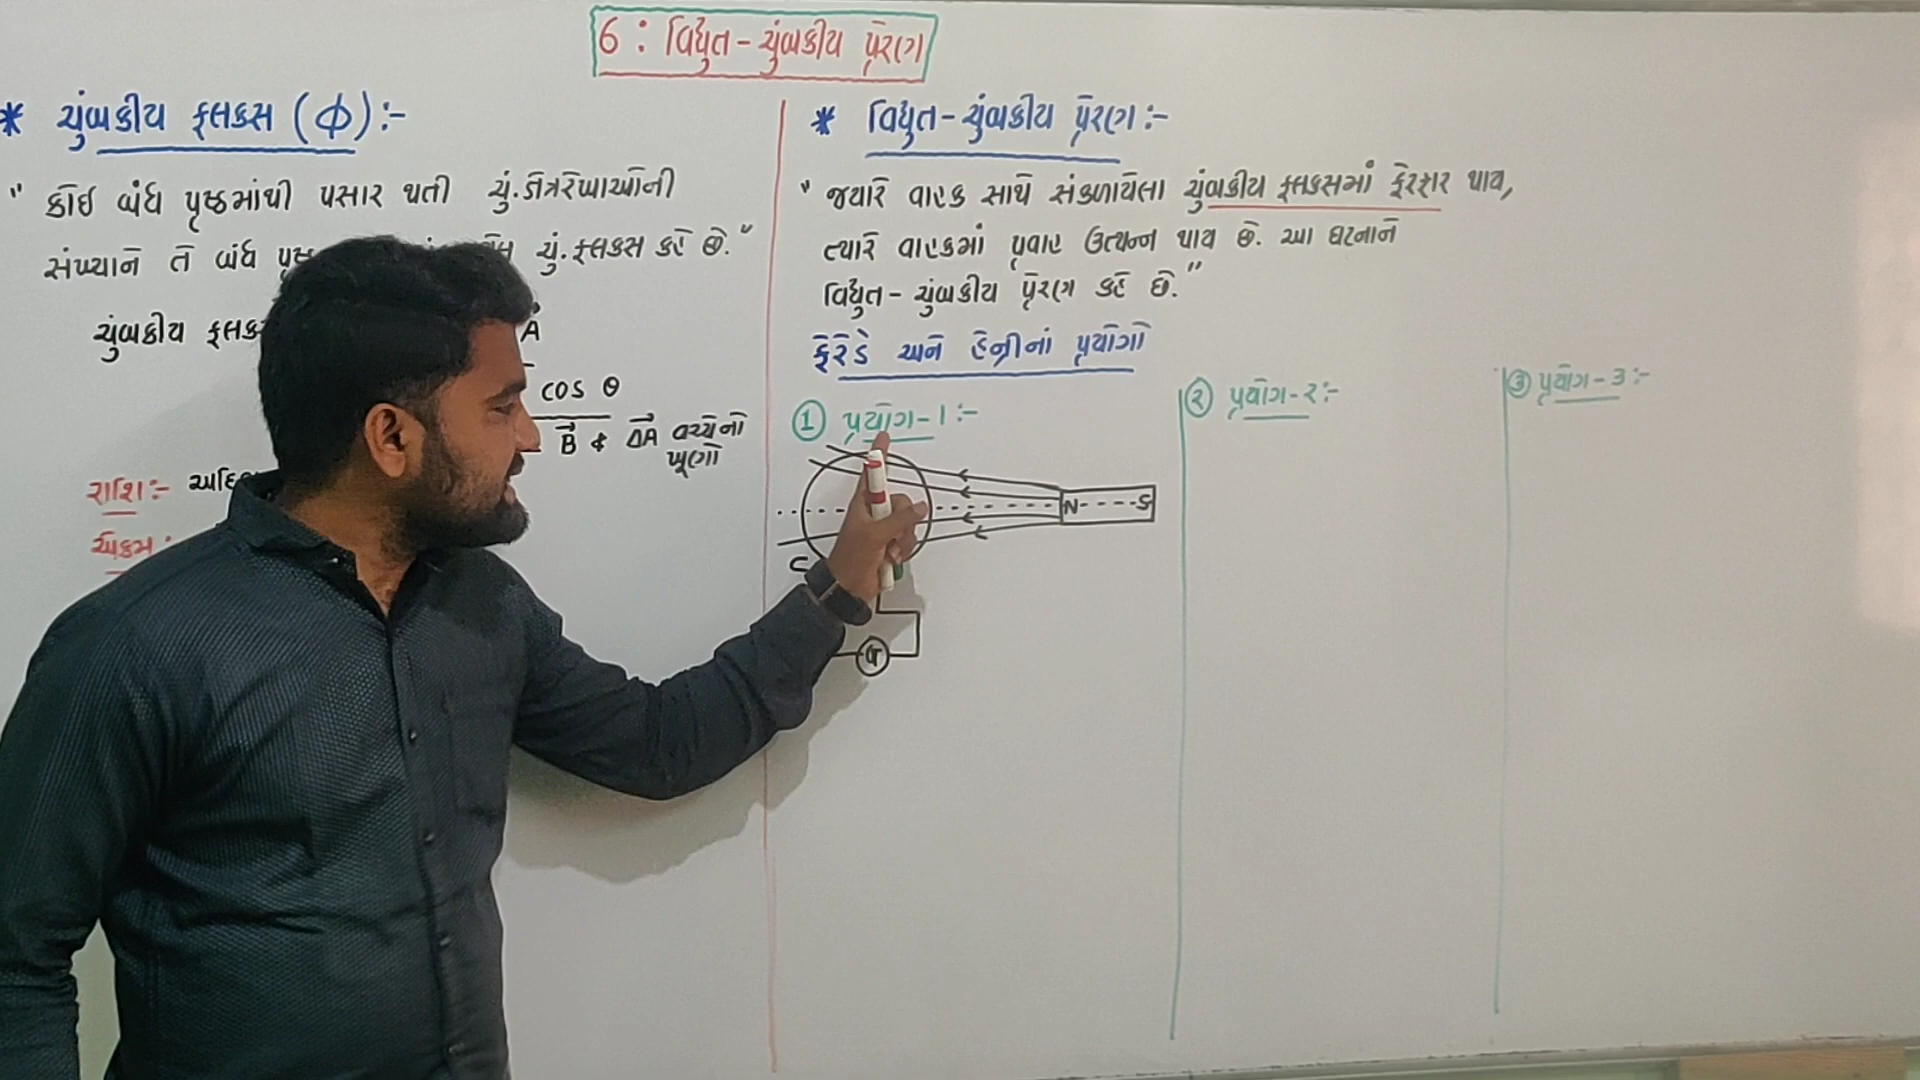 6 : વિદ્યુત-ચુંબકીય પ્રેરણ
* ચુંબકીય ફ્લક્સ (Φ) :-
" કોઈ બંધ પૃષ્ઠમાંથી પસાર થતી ચું.ક્ષેત્રરેખાઓની
સંખ્યાને તે બંધ ચું.ફ્લક્સ કહે છે."
ચુંબકીય
A
cos θ
B & ΔA વચ્ચેનો
ખૂણો
રાશિ:-
એકમ:
* વિદ્યુત-ચુંબકીય પ્રેરણ :-
" જ્યારે વાહક સાથે સંકળાયેલા ચુંબકીય ફ્લક્સમાં ફેરફાર થાય,
ત્યારે વાહકમાં પ્રવાહ ઉત્પન્ન થાય છે. આ ઘટનાને
વિદ્યુત-ચુંબકીય પ્રેરણ કહે છે."
ફેરેડે અને હેન્રીનાં પ્રયોગો
① પ્રયોગ-1 :-
N S
C
G
② પ્રયોગ-૨ :-
③ પ્રયોગ-3 :-